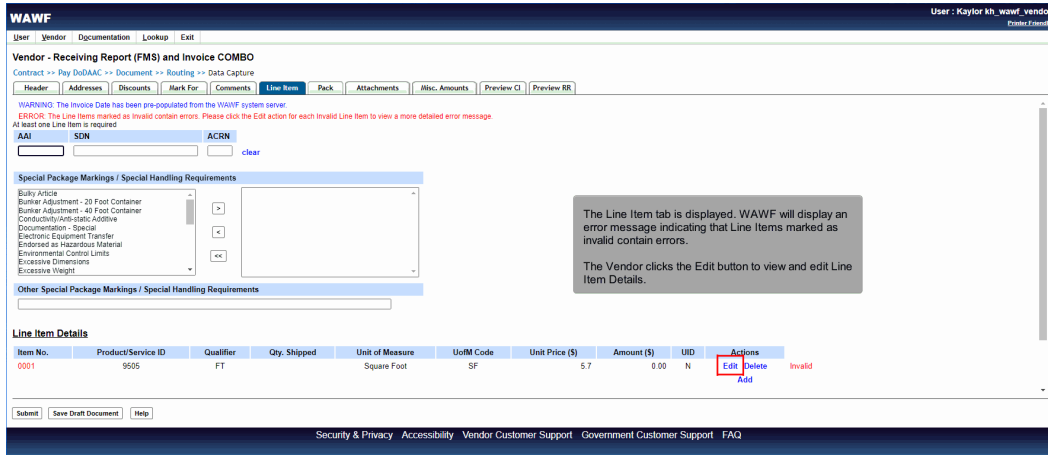 WAWF
User : Kaylor kh_wawf_vendo
Printer Friendl
User Vendor Documentation Lookup Exit
Vendor - Receiving Report (FMS) and Invoice COMBO
Contract >> Pay DoDAAC >> Document >> Routing >> Data Capture
Header Addresses Discounts Mark For Comments Line Item Pack Attachments Misc. Amounts Preview CI Preview RR
WARNING: The Invoice Date has been pre-populated from the WAWF system server.
ERROR: The Line Items marked as Invalid contain errors. Please click the Edit action for each Invalid Line Item to view a more detailed error message.
At least one Line Item is required
AAI SDN ACRN
clear
Special Package Markings / Special Handling Requirements
Bulky Article
Bunker Adjustment - 20 Foot Container
Bunker Adjustment - 40 Foot Container
Conductivity/Anti-static Additive
Documentation - Special
Electronic Equipment Transfer
Endorsed as Hazardous Material
Environmental Control Limits
Excessive Dimensions
Excessive Weight
>
<
<<
The Line Item tab is displayed. WAWF will display an
error message indicating that Line Items marked as
invalid contain errors.
The Vendor clicks the Edit button to view and edit Line
Item Details.
Other Special Package Markings / Special Handling Requirements
Line Item Details
Item No. Product/Service ID Qualifier Qty. Shipped Unit of Measure UofM Code Unit Price ($) Amount ($) UID Actions
0001 9505 FT Square Foot SF 5.7 0.00 N Edit Delete Invalid
Add
Submit Save Draft Document Help
Security & Privacy Accessibility Vendor Customer Support Government Customer Support FAQ